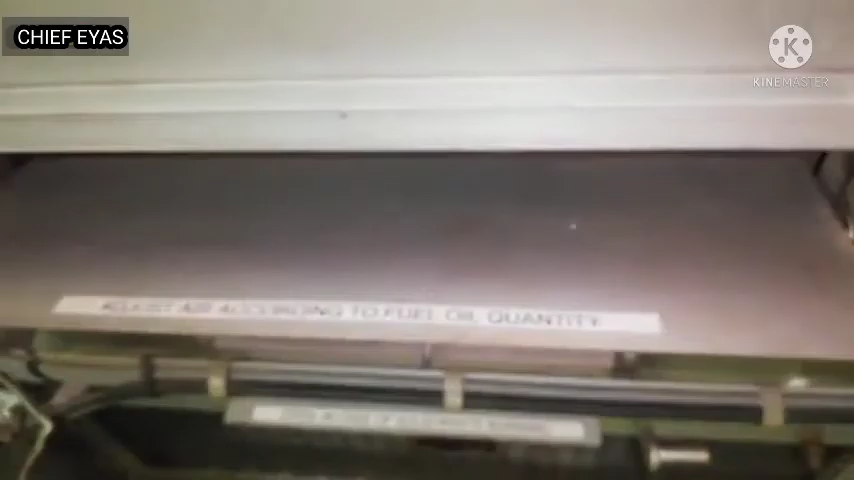 CHIEF EYAS
KINEMASTER
ADJUST AIR ACCORDING TO FUEL OIL QUANTITY